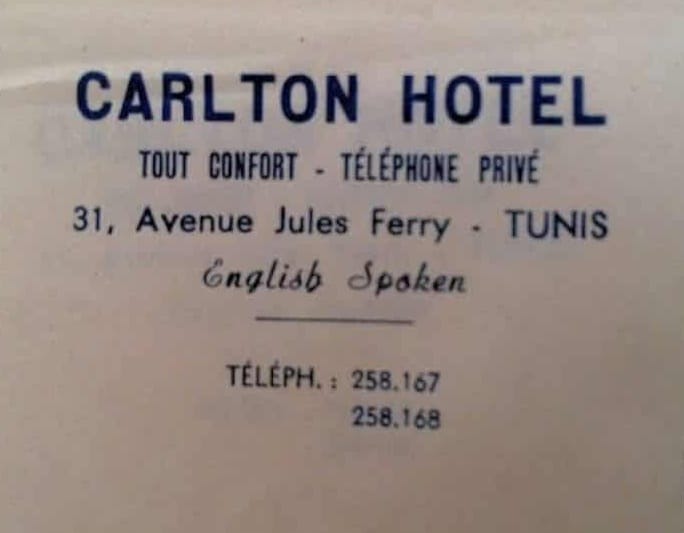 CARLTON HOTEL
TOUT CONFORT - TÉLÉPHONE PRIVÉ
31, Avenue Jules Ferry - TUNIS
English Spoken
TÉLÉPH. : 258.167
258.168